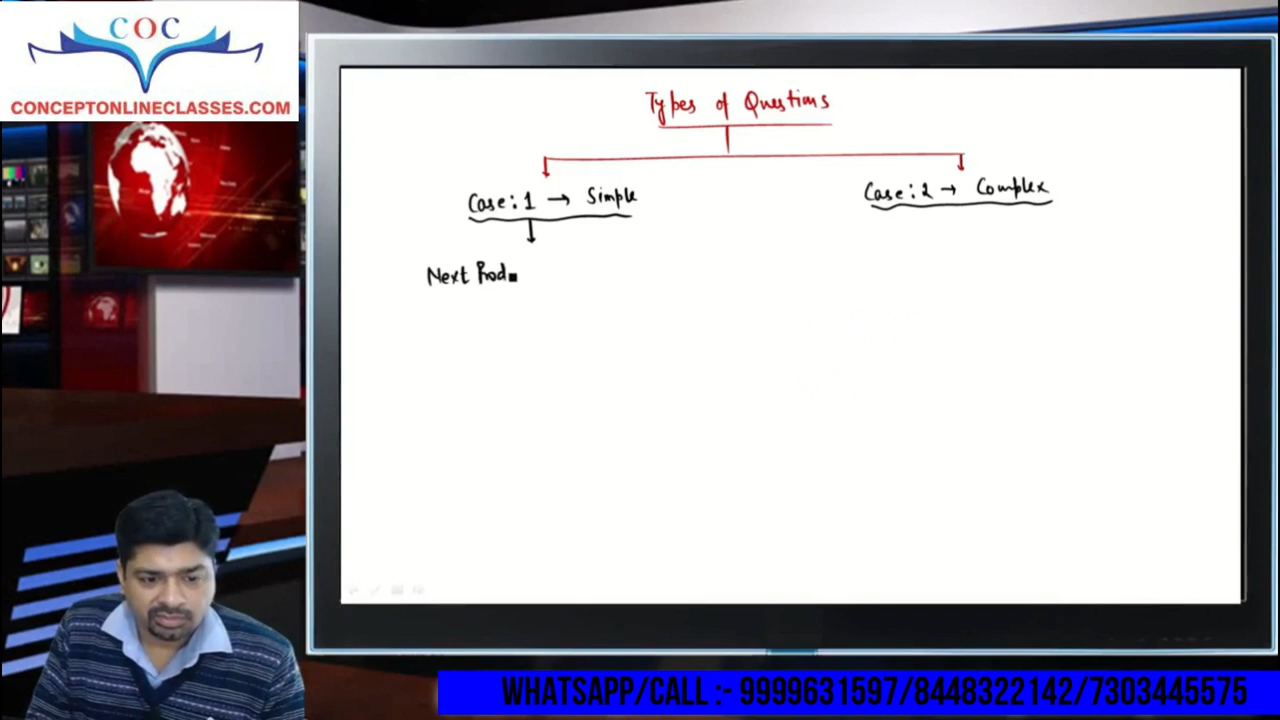 COC
CONCEPTONLINECLASSES.COM
Types of Questions
Case: 1 → Simple
Case: 2 → Complex
Next Prod
WHATSAPP/CALL :- 9999631597/8448322142/7303445575